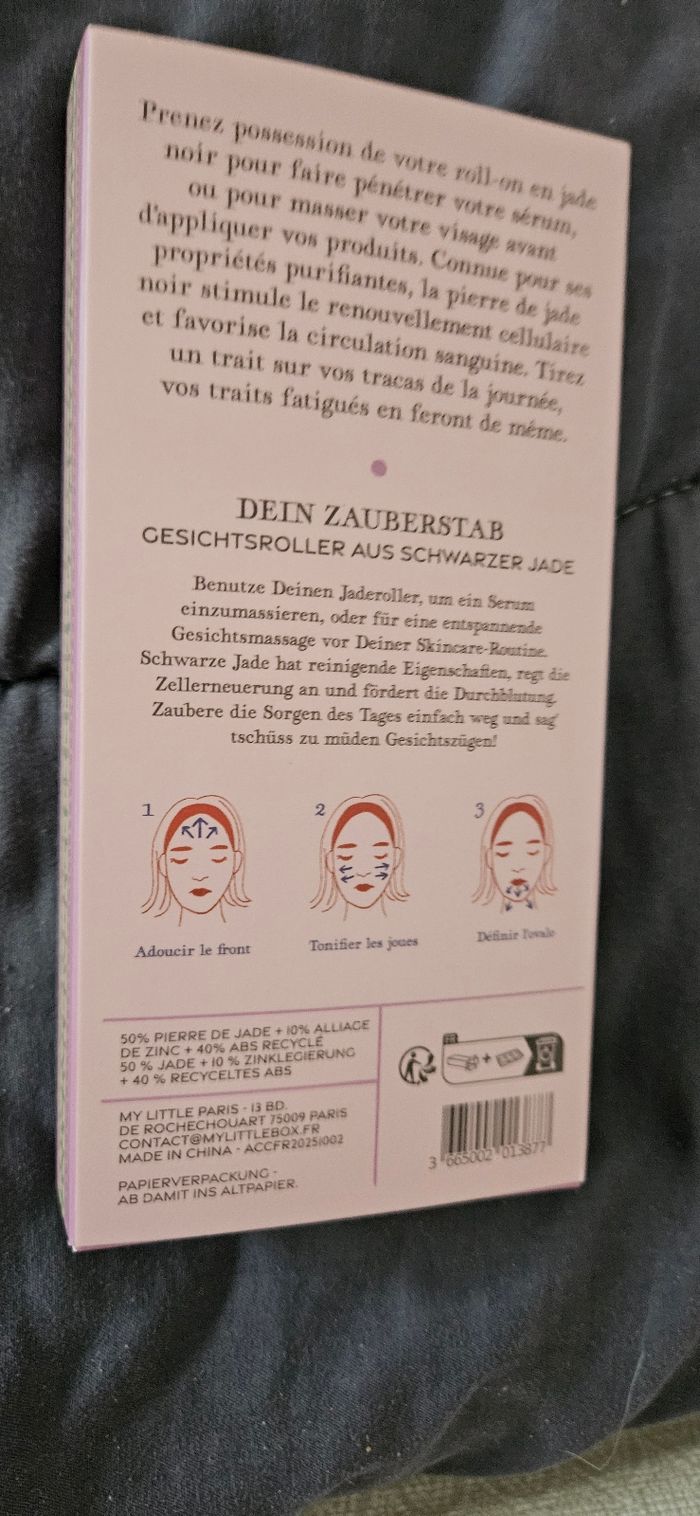 Prenez possession de votre roll-on en jade
noir pour faire pénétrer votre sérum,
ou pour masser votre visage avant
d'appliquer vos produits. Connue pour ses
propriétés purifiantes, la pierre de jade
noir stimule le renouvellement cellulaire
et favorise la circulation sanguine. Tirez
un trait sur vos tracas de la journée,
vos traits fatigués en feront de même.
DEIN ZAUBERSTAB
GESICHTSROLLER AUS SCHWARZER JADE
Benutze Deinen Jaderoller, um ein Serum
einzumassieren, oder für eine entspannende
Gesichtsmassage vor Deiner Skincare-Routine.
Schwarze Jade hat reinigende Eigenschaften, regt die
Zellerneuerung an und fördert die Durchblutung.
Zaubere die Sorgen des Tages einfach weg und sag'
tschüss zu müden Gesichtszügen!
1
2
3
Adoucir le front
Tonifier les joues
Définir l'ovale
50% PIERRE DE JADE + 10% ALLIAGE
DE ZINC + 40% ABS RECYCLÉ
50 % JADE + 10 % ZINKLEGIERUNG
+ 40 % RECYCELTES ABS
MY LITTLE PARIS - 13 BD.
DE ROCHECHOUART 75009 PARIS
CONTACT@MYLITTLEBOX.FR
MADE IN CHINA - ACCFR20251002
PAPIERVERPACKUNG -
AB DAMIT INS ALTPAPIER.
+
3 665002 013877